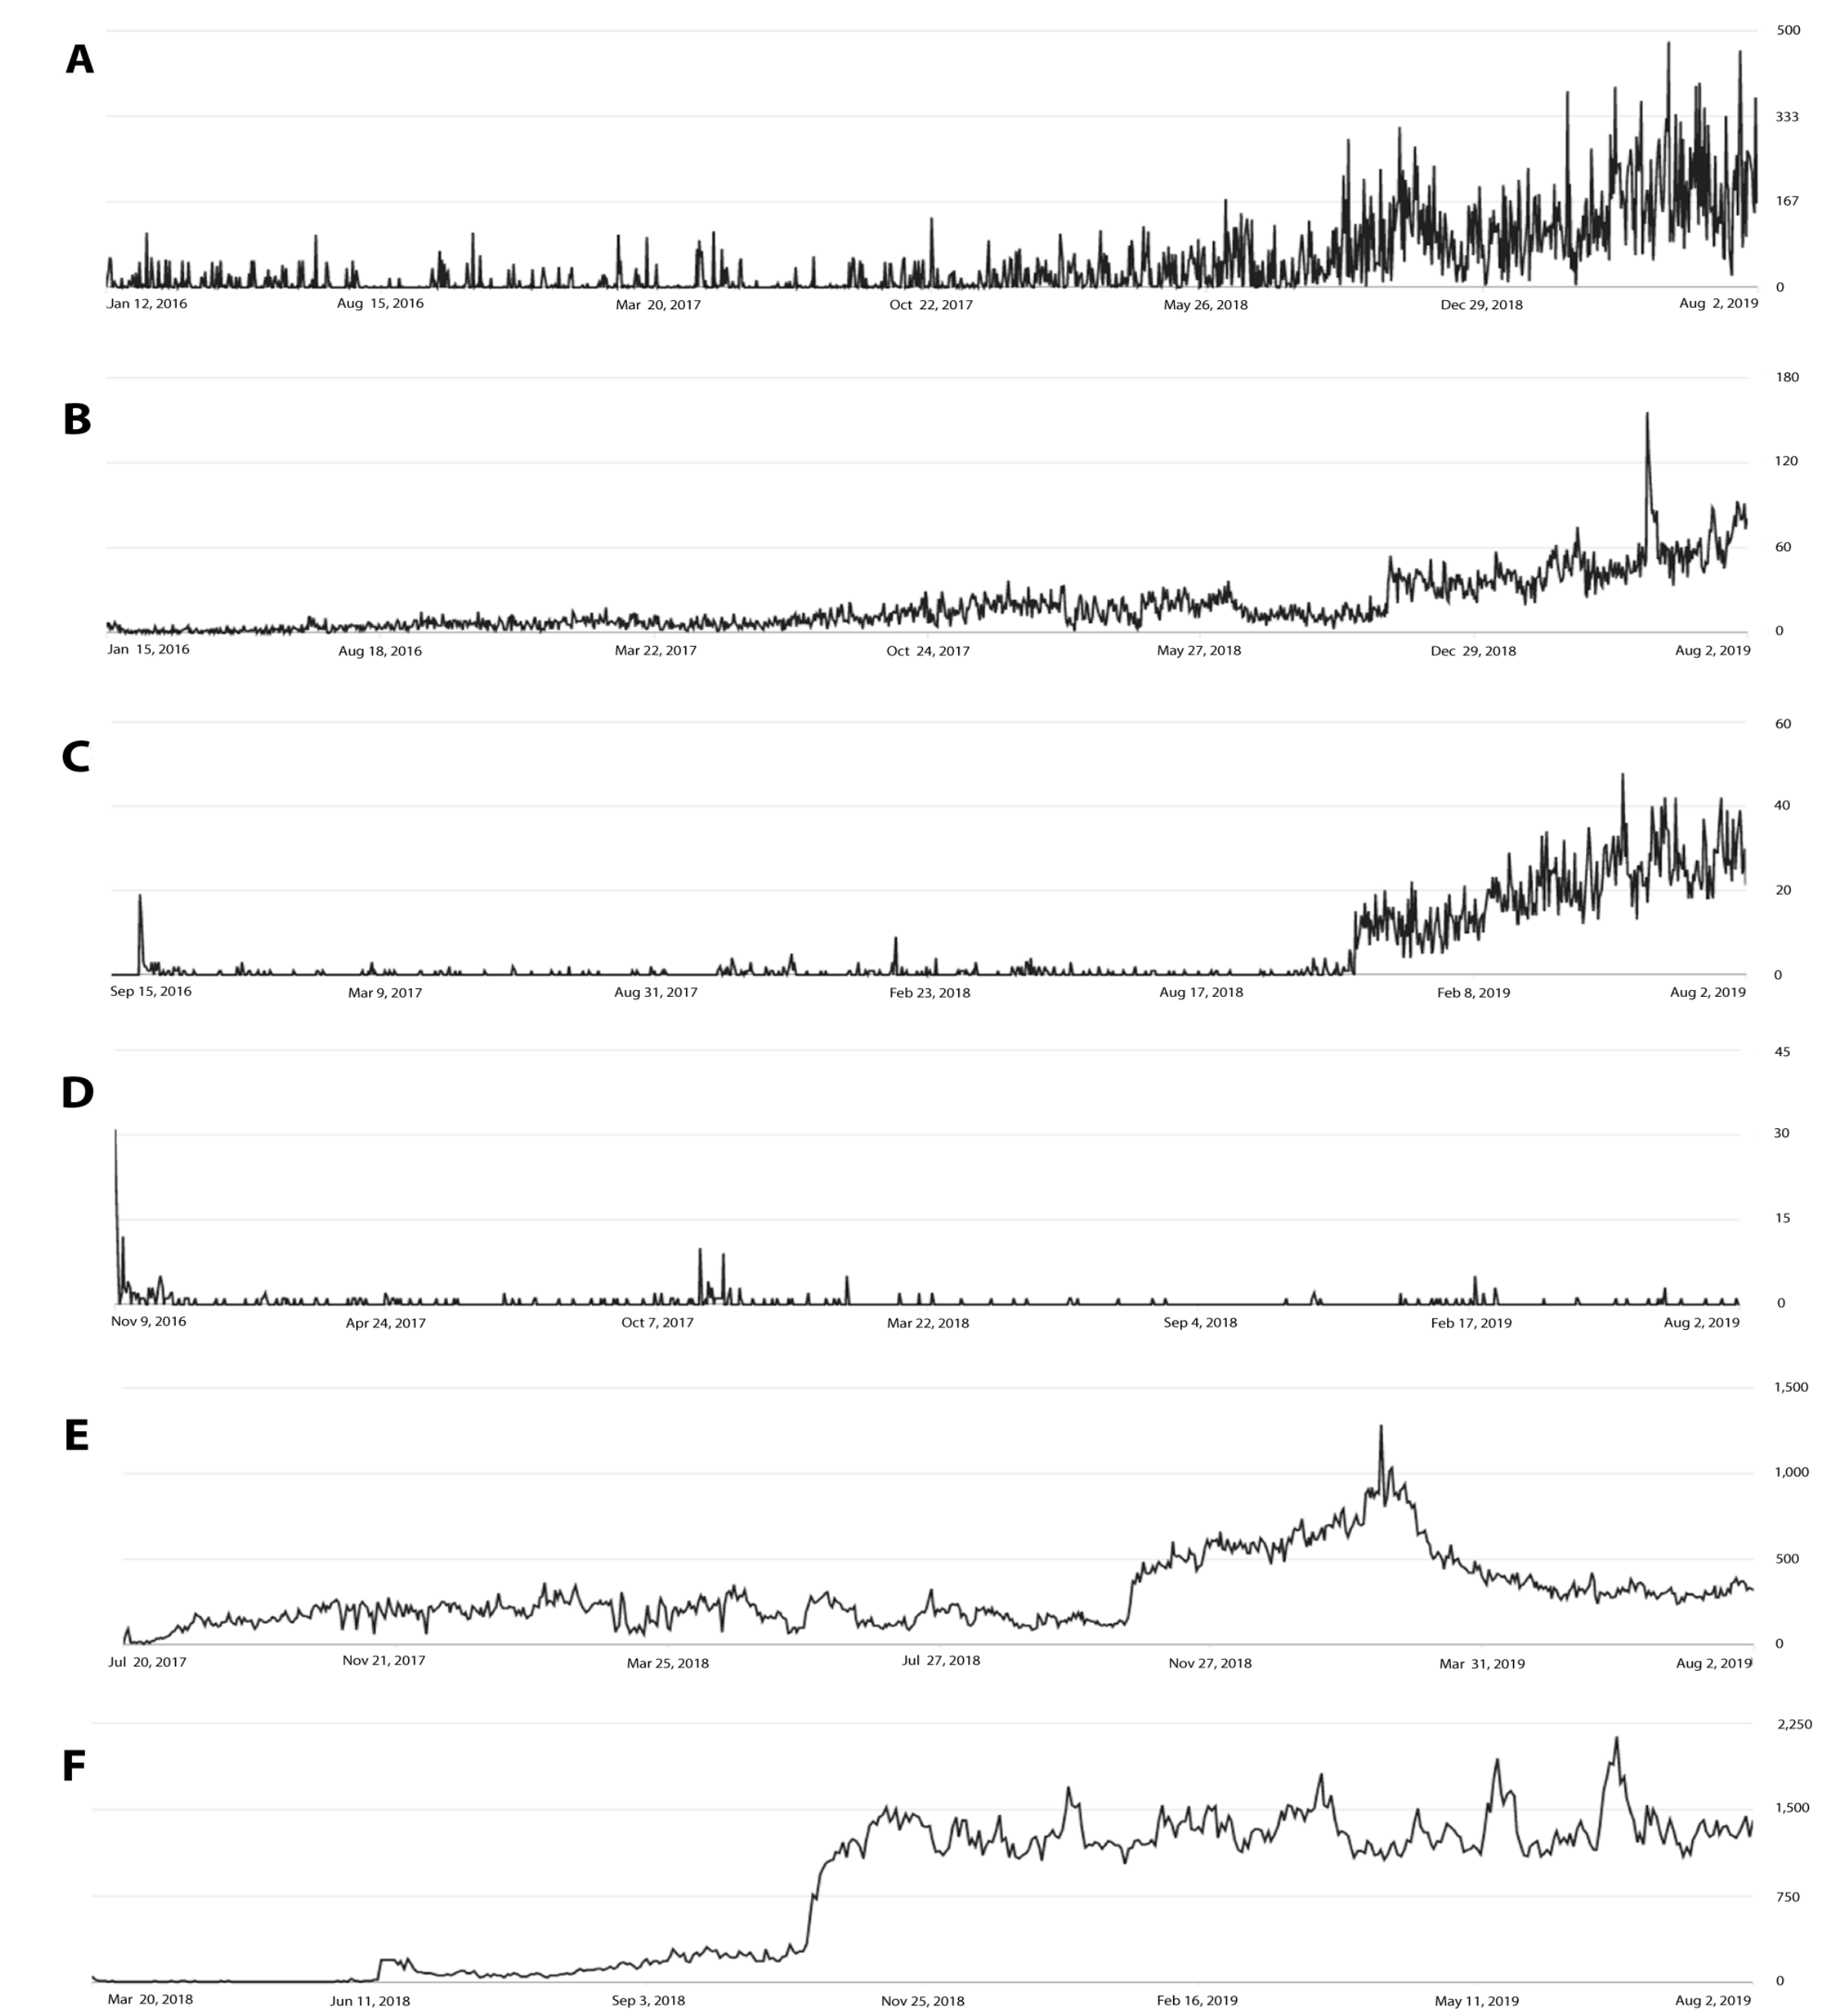 A
500
333
167
0
Jan 12, 2016 Aug 15, 2016 Mar 20, 2017 Oct 22, 2017 May 26, 2018 Dec 29, 2018 Aug 2, 2019
B
180
120
60
0
Jan 15, 2016 Aug 18, 2016 Mar 22, 2017 Oct 24, 2017 May 27, 2018 Dec 29, 2018 Aug 2, 2019
C
60
40
20
0
Sep 15, 2016 Mar 9, 2017 Aug 31, 2017 Feb 23, 2018 Aug 17, 2018 Feb 8, 2019 Aug 2, 2019
D
45
30
15
0
Nov 9, 2016 Apr 24, 2017 Oct 7, 2017 Mar 22, 2018 Sep 4, 2018 Feb 17, 2019 Aug 2, 2019
E
1,500
1,000
500
0
Jul 20, 2017 Nov 21, 2017 Mar 25, 2018 Jul 27, 2018 Nov 27, 2018 Mar 31, 2019 Aug 2, 2019
F
2,250
1,500
750
0
Mar 20, 2018 Jun 11, 2018 Sep 3, 2018 Nov 25, 2018 Feb 16, 2019 May 11, 2019 Aug 2, 2019